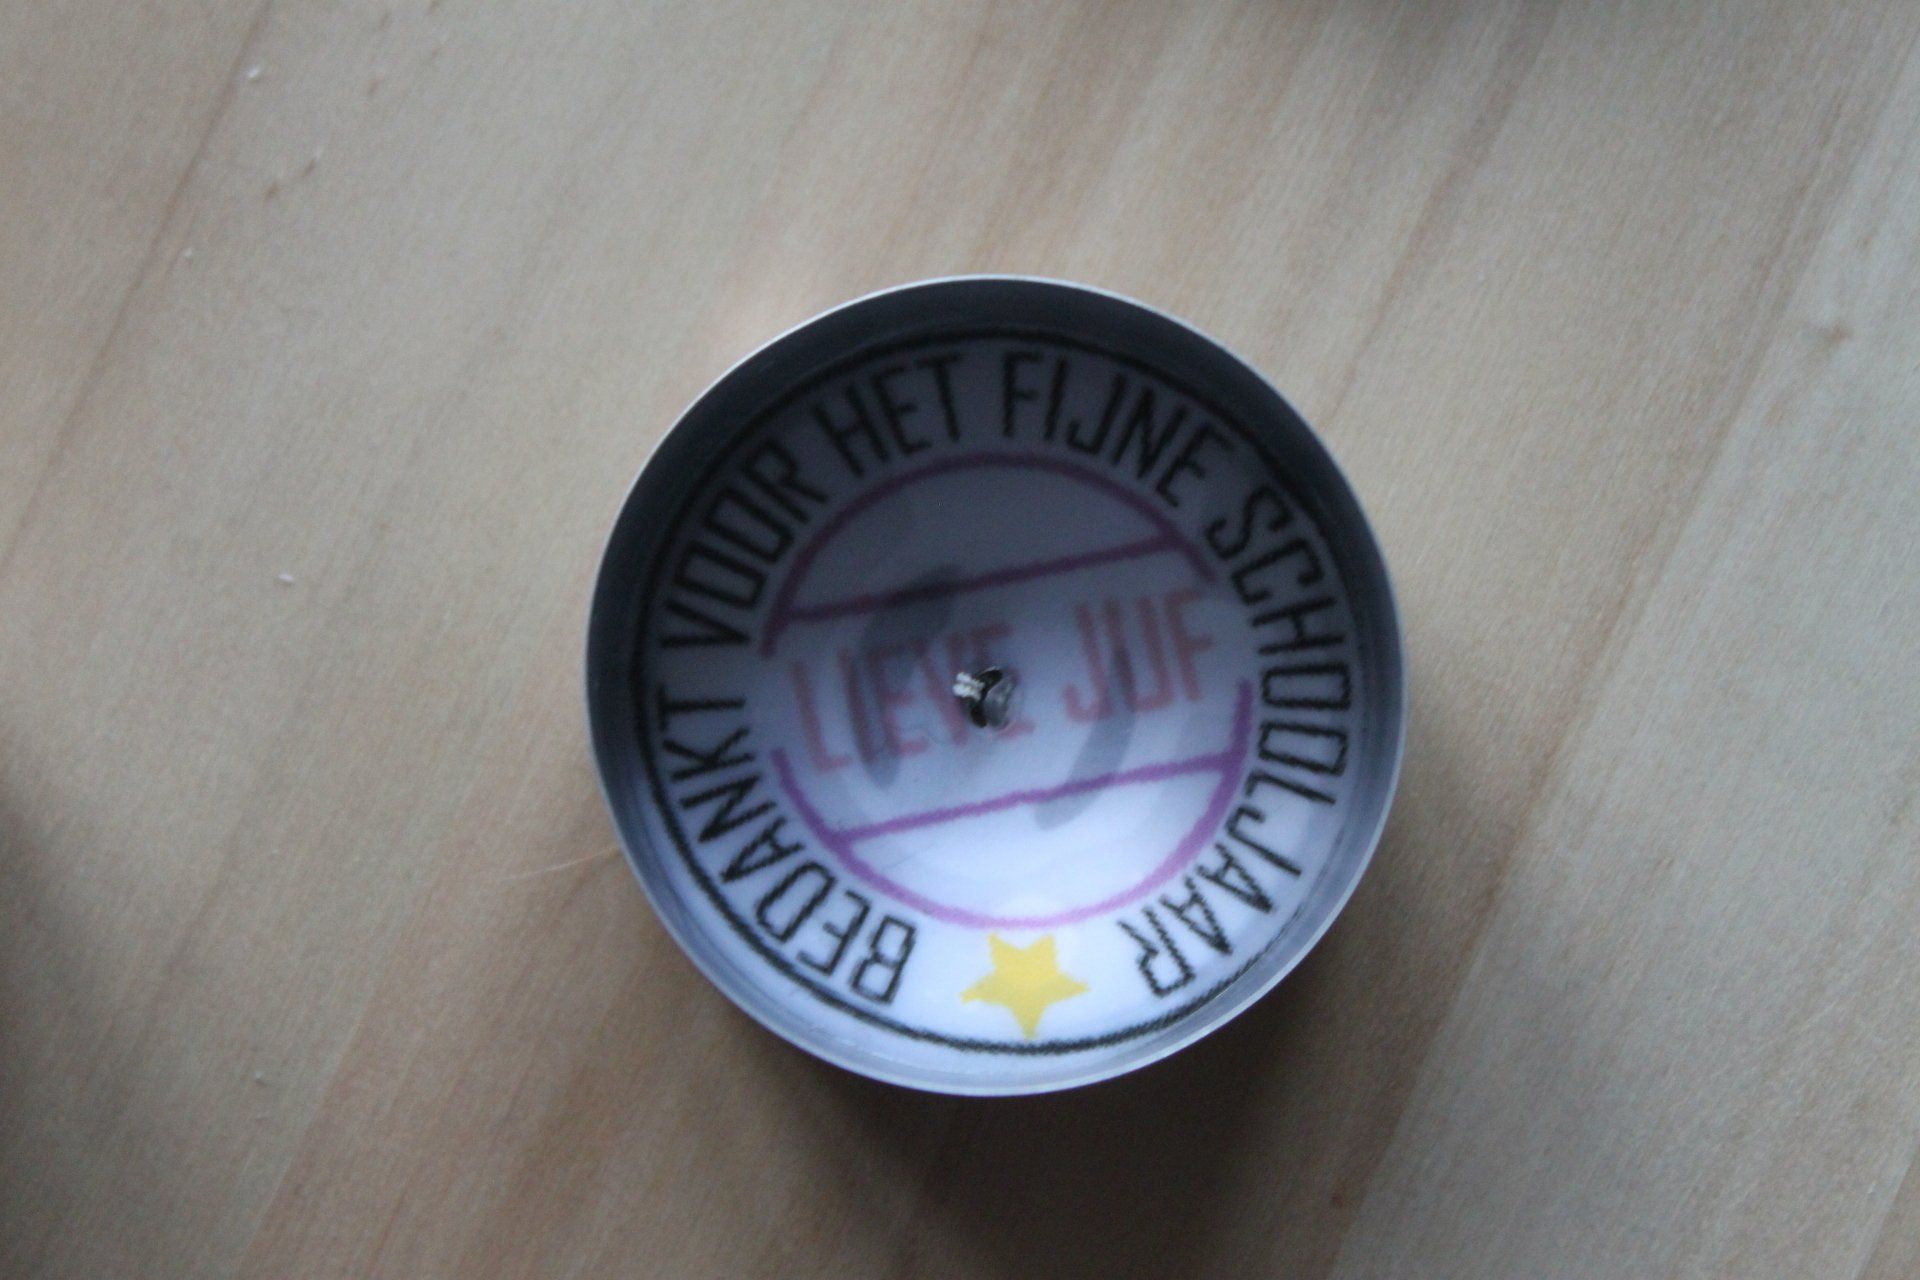 BEDANKT VOOR HET FIJNE SCHOOLJAAR
LIEVE JUF